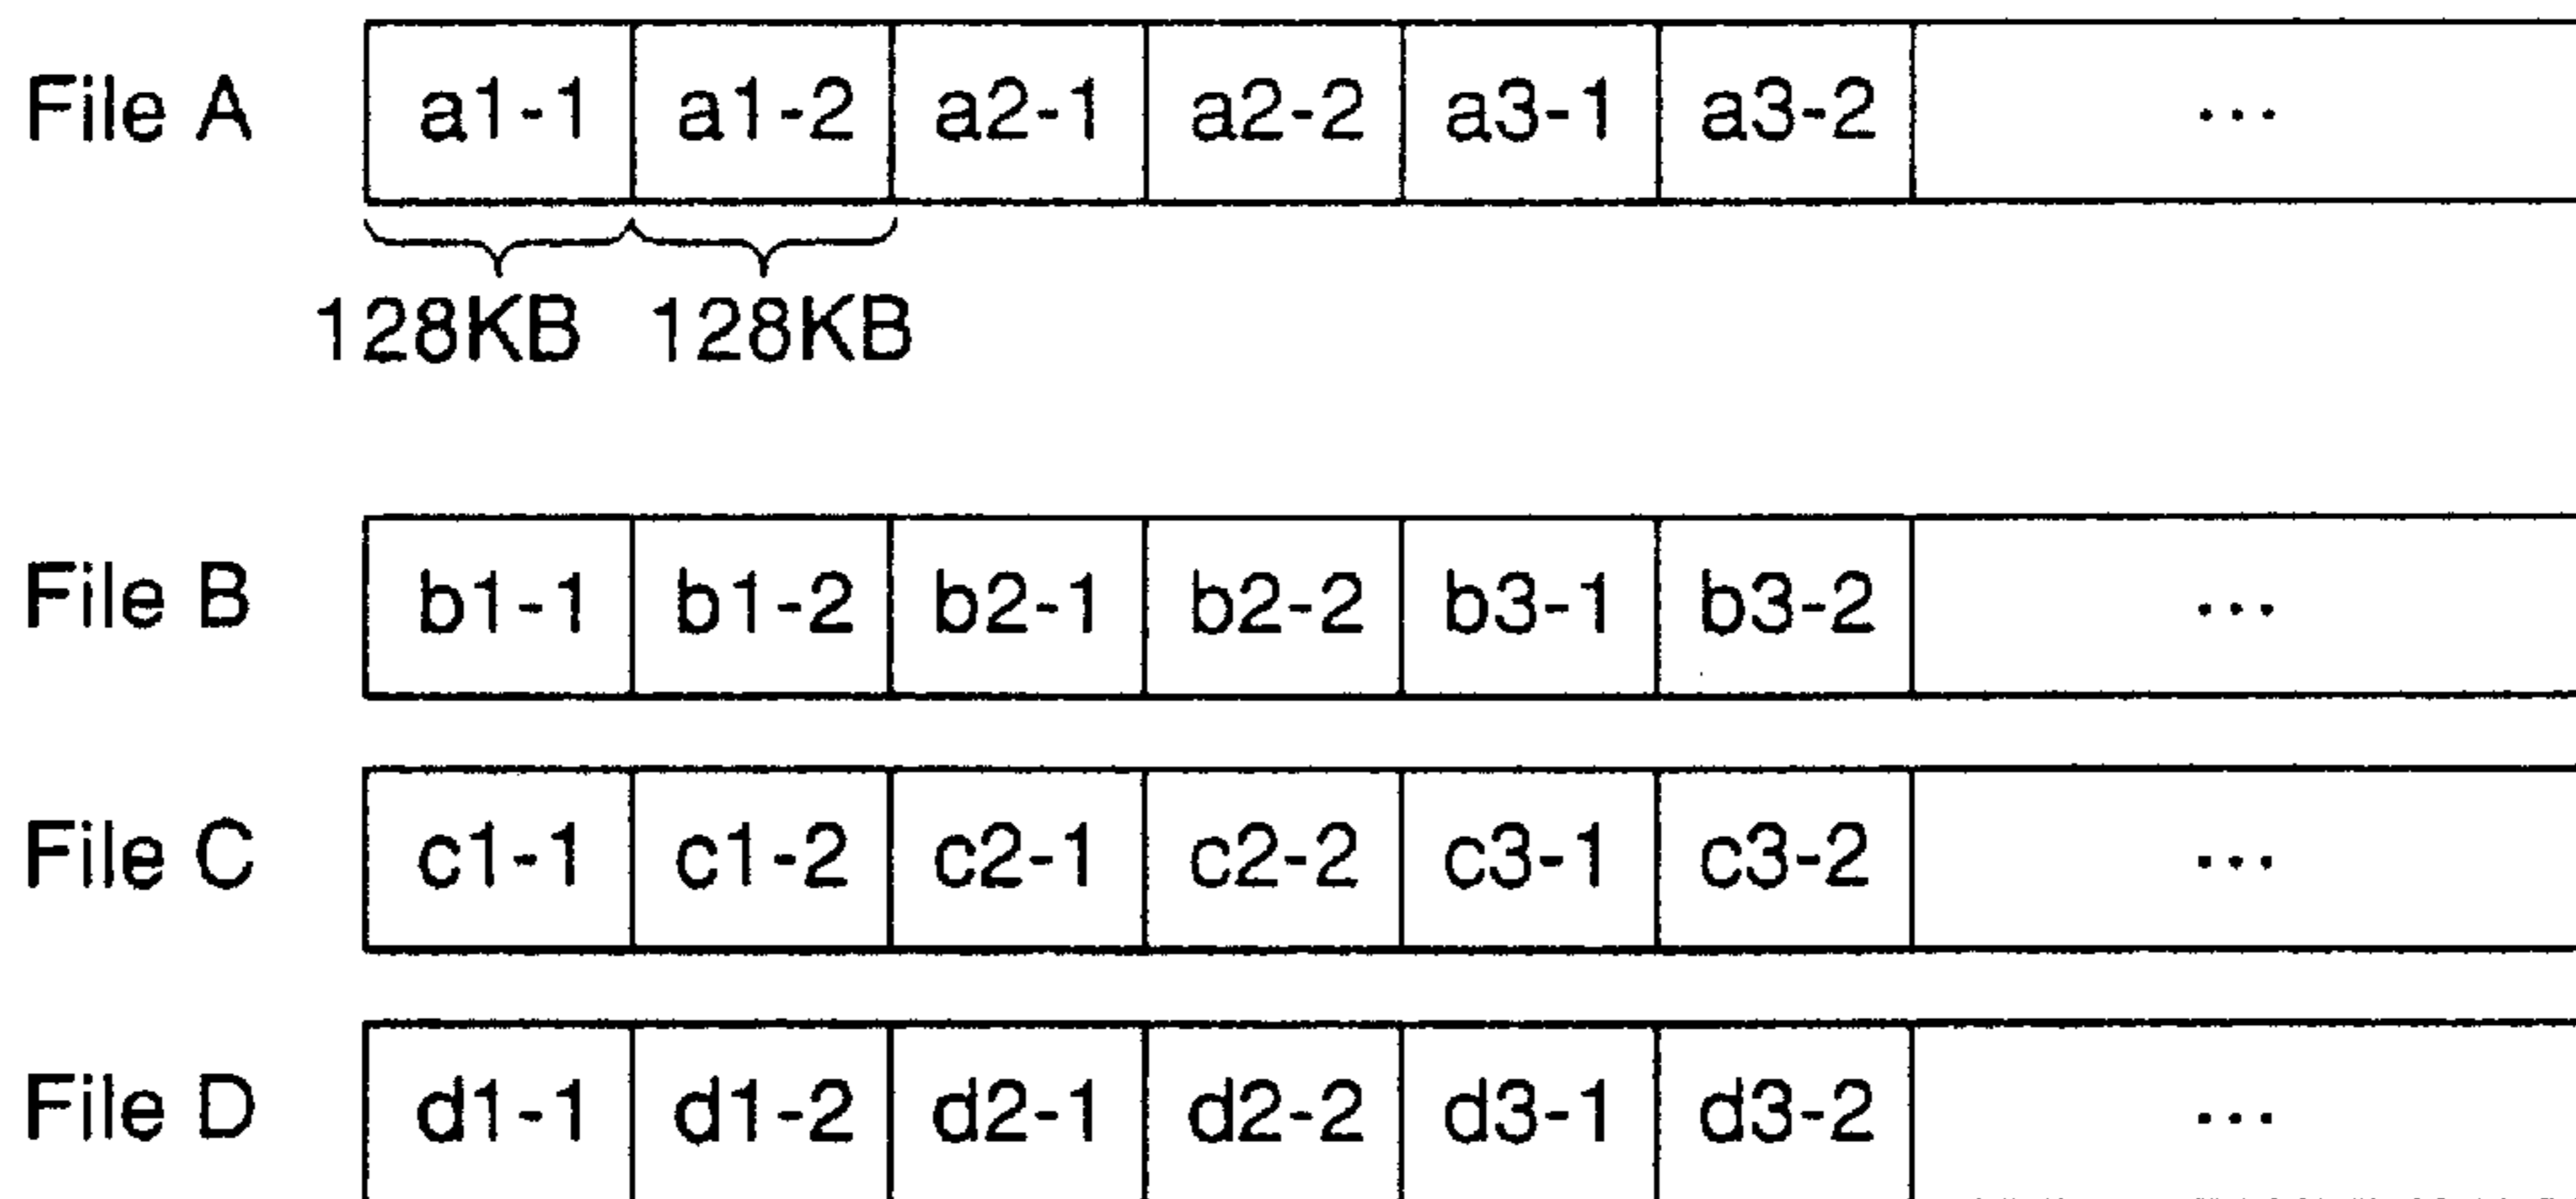 File A a1-1 a1-2 a2-1 a2-2 a3-1 a3-2 ...
128KB 128KB
File B b1-1 b1-2 b2-1 b2-2 b3-1 b3-2 ...
File C c1-1 c1-2 c2-1 c2-2 c3-1 c3-2 ...
File D d1-1 d1-2 d2-1 d2-2 d3-1 d3-2 ...